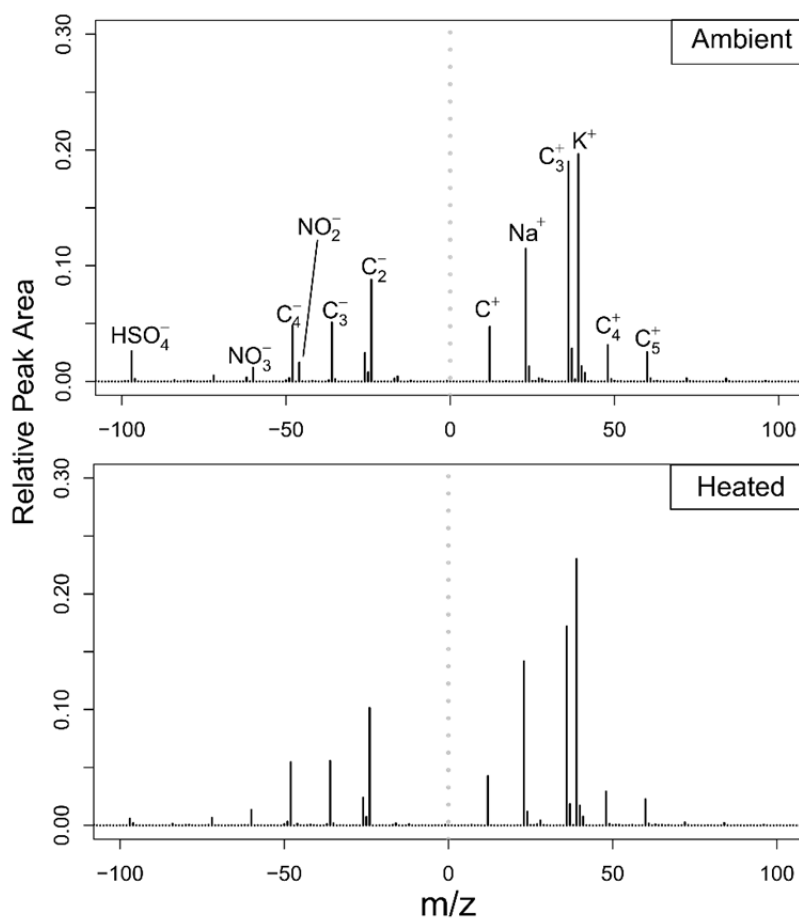 Ambient
0.30
0.20
0.10
0.00
HSO₄⁻
NO₃⁻
C₄⁻
NO₂⁻
C₃⁻
C₂⁻
C⁺
Na⁺
C₃⁺
K⁺
C₄⁺
C₅⁺
−100 −50 0 50 100
Relative Peak Area
Heated
0.30
0.20
0.10
0.00
−100 −50 0 50 100
m/z